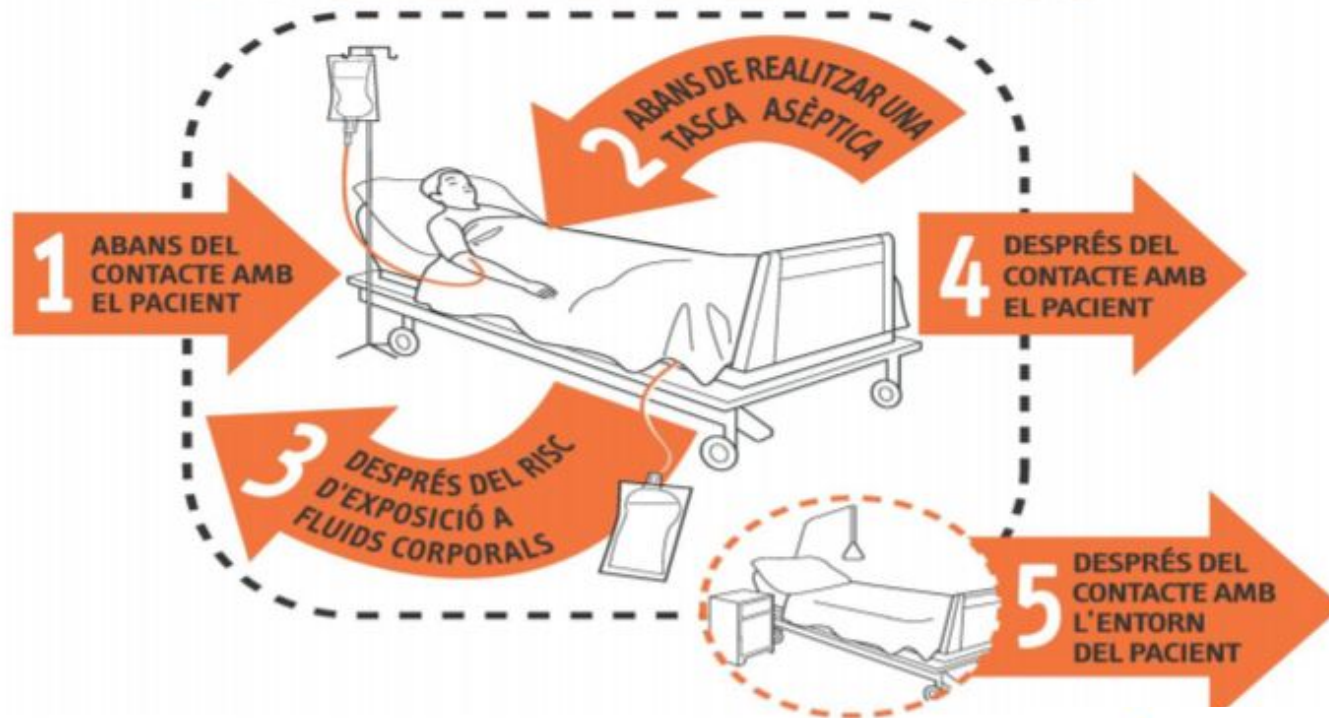 1
ABANS DEL
CONTACTE AMB
EL PACIENT
2
ABANS DE REALITZAR UNA
TASCA ASÈPTICA
3
DESPRÉS DEL RISC
D'EXPOSICIÓ A
FLUIDS CORPORALS
4
DESPRÉS DEL
CONTACTE AMB
EL PACIENT
5
DESPRÉS DEL
CONTACTE AMB
L'ENTORN
DEL PACIENT